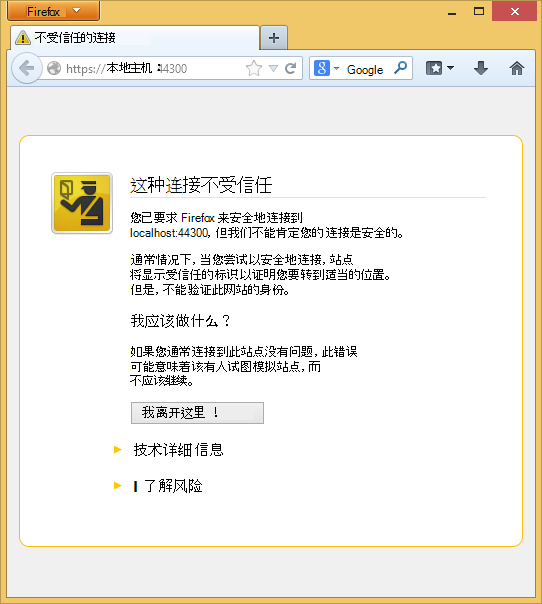 Firefox
不受信任的连接
https://本地主机：44300
Google
这种连接不受信任
您已要求 Firefox 来安全地连接到
localhost:44300, 但我们不能肯定您的连接是安全的。
通常情况下, 当您尝试以安全地连接, 站点
将显示受信任的标识以证明您要转到适当的位置。
但是, 不能验证此网站的身份。
我应该做什么？
如果您通常连接到此站点没有问题, 此错误
可能意味着该有人试图模拟站点, 而
不应该继续。
我离开这里 ！
技术详细信息
I 了解风险